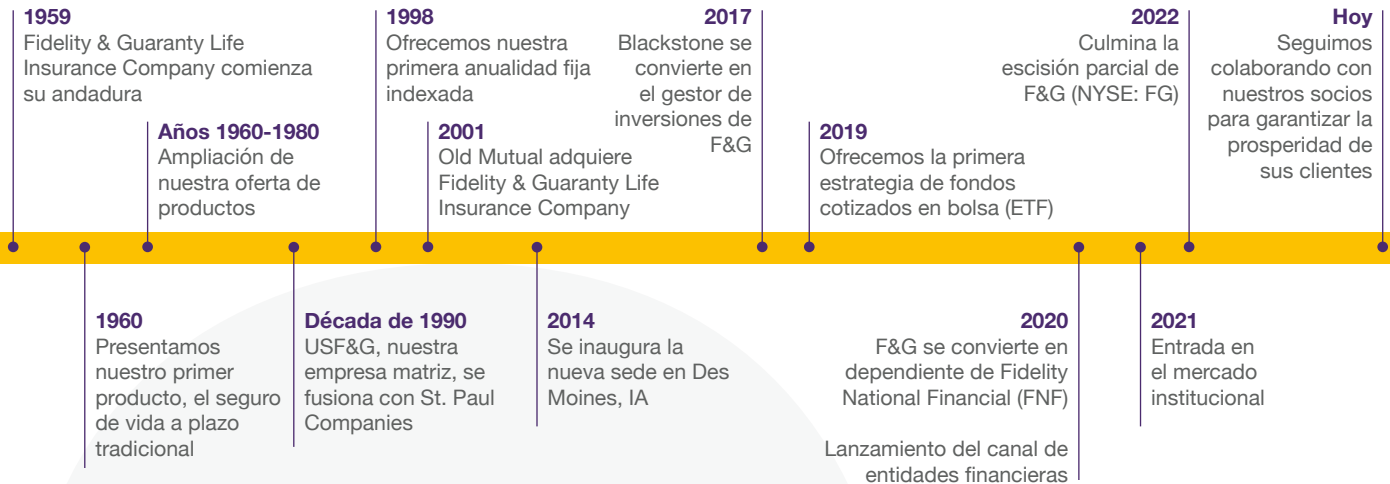 1959
Fidelity & Guaranty Life
Insurance Company comienza
su andadura
1960
Presentamos
nuestro primer
producto, el seguro
de vida a plazo
tradicional
Años 1960-1980
Ampliación de
nuestra oferta de
productos
Década de 1990
USF&G, nuestra
empresa matriz, se
fusiona con St. Paul
Companies
1998
Ofrecemos nuestra
primera anualidad fija
indexada
2001
Old Mutual adquiere
Fidelity & Guaranty Life
Insurance Company
2014
Se inaugura la
nueva sede en Des
Moines, IA
2017
Blackstone se
convierte en
el gestor de
inversiones de
F&G
2019
Ofrecemos la primera
estrategia de fondos
cotizados en bolsa (ETF)
2020
F&G se convierte en
dependiente de Fidelity
National Financial (FNF)
Lanzamiento del canal de
entidades financieras
2021
Entrada en
el mercado
institucional
2022
Culmina la
escisión parcial de
F&G (NYSE: FG)
Hoy
Seguimos
colaborando con
nuestros socios
para garantizar la
prosperidad de
sus clientes